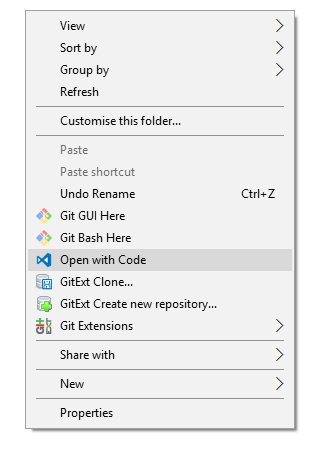 View
Sort by
Group by
Refresh
Customise this folder...
Paste
Paste shortcut
Undo Rename Ctrl+Z
Git GUI Here
Git Bash Here
Open with Code
GitExt Clone...
GitExt Create new repository...
Git Extensions
Share with
New
Properties